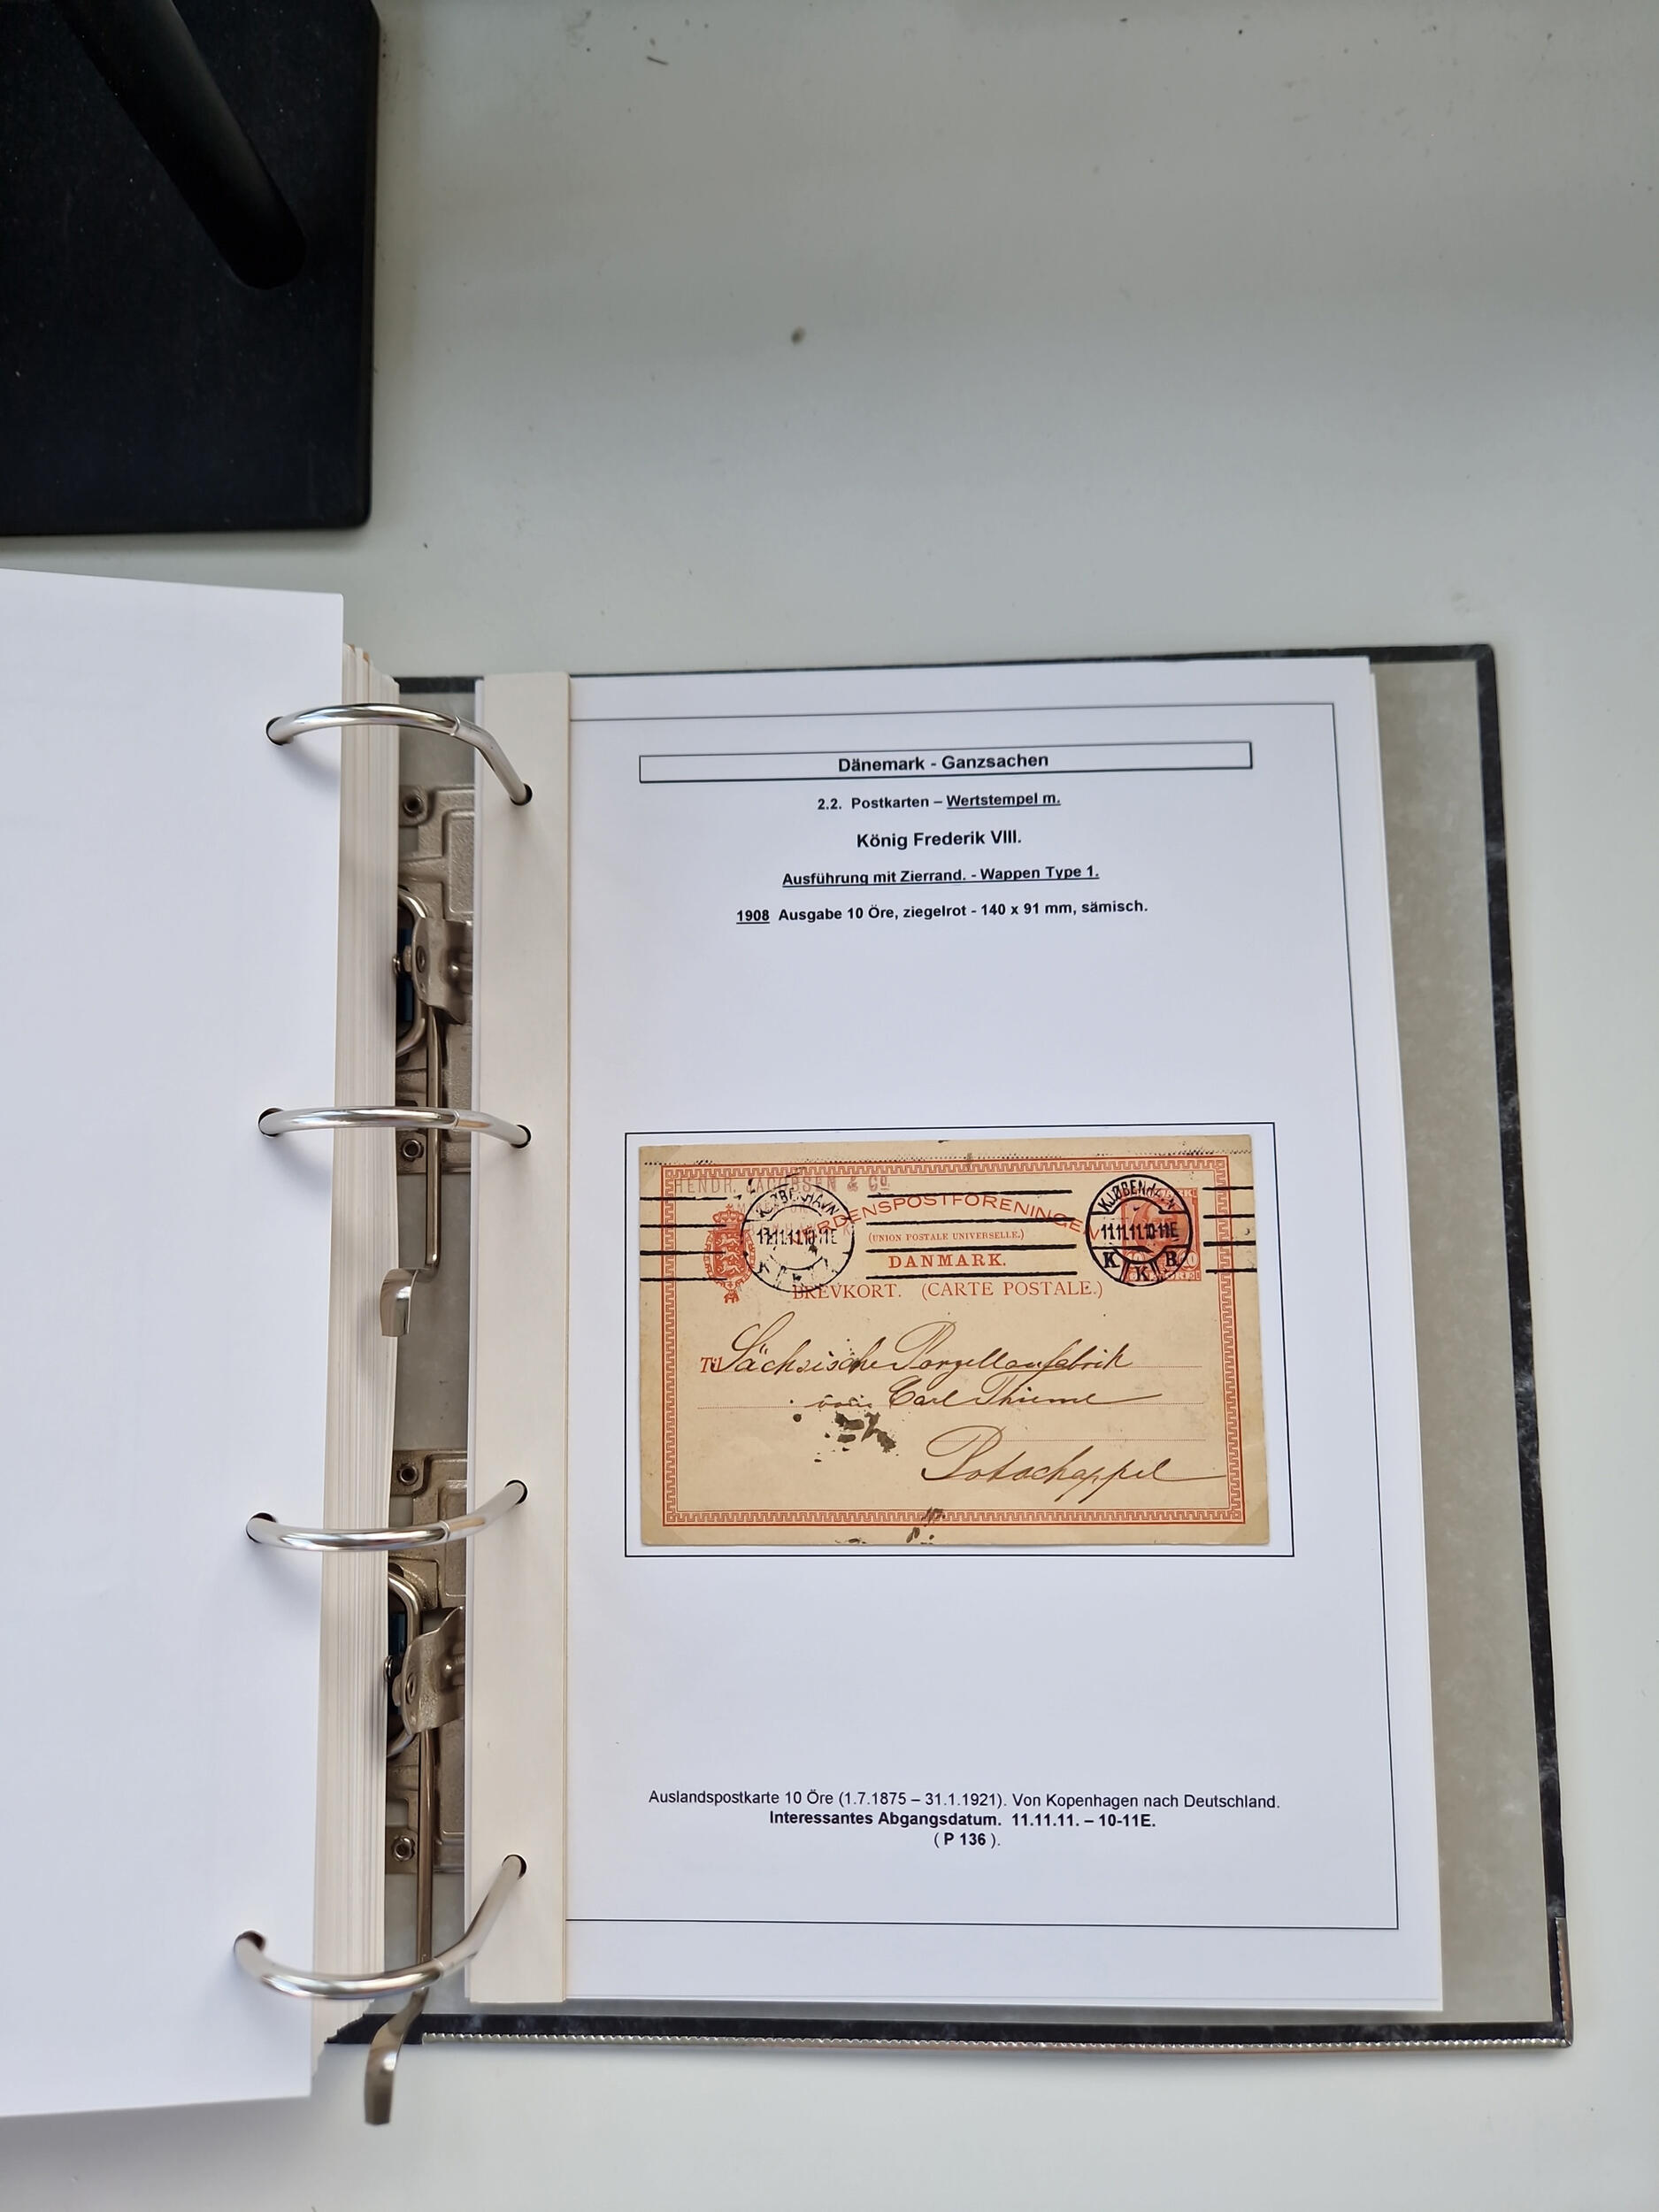 Dänemark - Ganzsachen
2.2. Postkarten – Wertstempel m.
König Frederik VIII.
Ausführung mit Zierrand. - Wappen Type 1.
1908 Ausgabe 10 Öre, ziegelrot - 140 x 91 mm, sämisch.
HENDR. JACOBSEN & Co.
KJØBENHAVN
11.11.11.10-11E
K
VERDENSPOSTFORENINGEN
(UNION POSTALE UNIVERSELLE.)
DANMARK.
KJØBENHAVN
11.11.11.10-11E
K K B.
BREVKORT. (CARTE POSTALE.)
Til Sächsische Porzellanfabrik
von Carl Thieme
Potschappel
Auslandspostkarte 10 Öre (1.7.1875 – 31.1.1921). Von Kopenhagen nach Deutschland.
Interessantes Abgangsdatum. 11.11.11. – 10-11E.
( P 136 ).